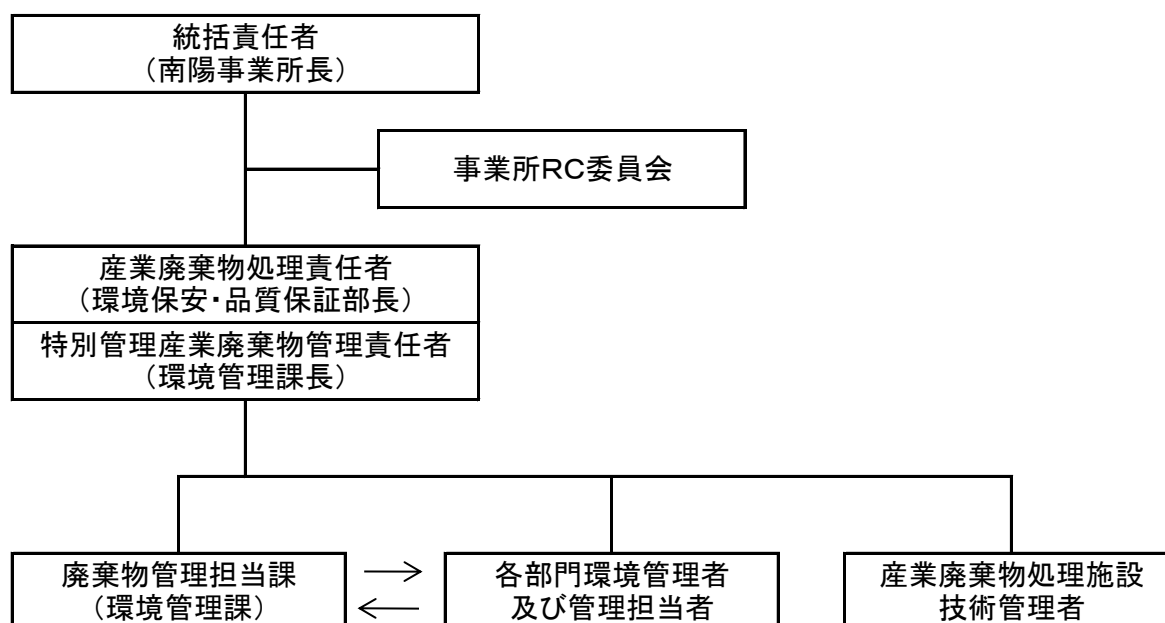 統括責任者
（南陽事業所長）
事業所RC委員会
産業廃棄物処理責任者
（環境保安・品質保証部長）
特別管理産業廃棄物管理責任者
（環境管理課長）
廃棄物管理担当課
（環境管理課）
各部門環境管理者
及び管理担当者
産業廃棄物処理施設
技術管理者